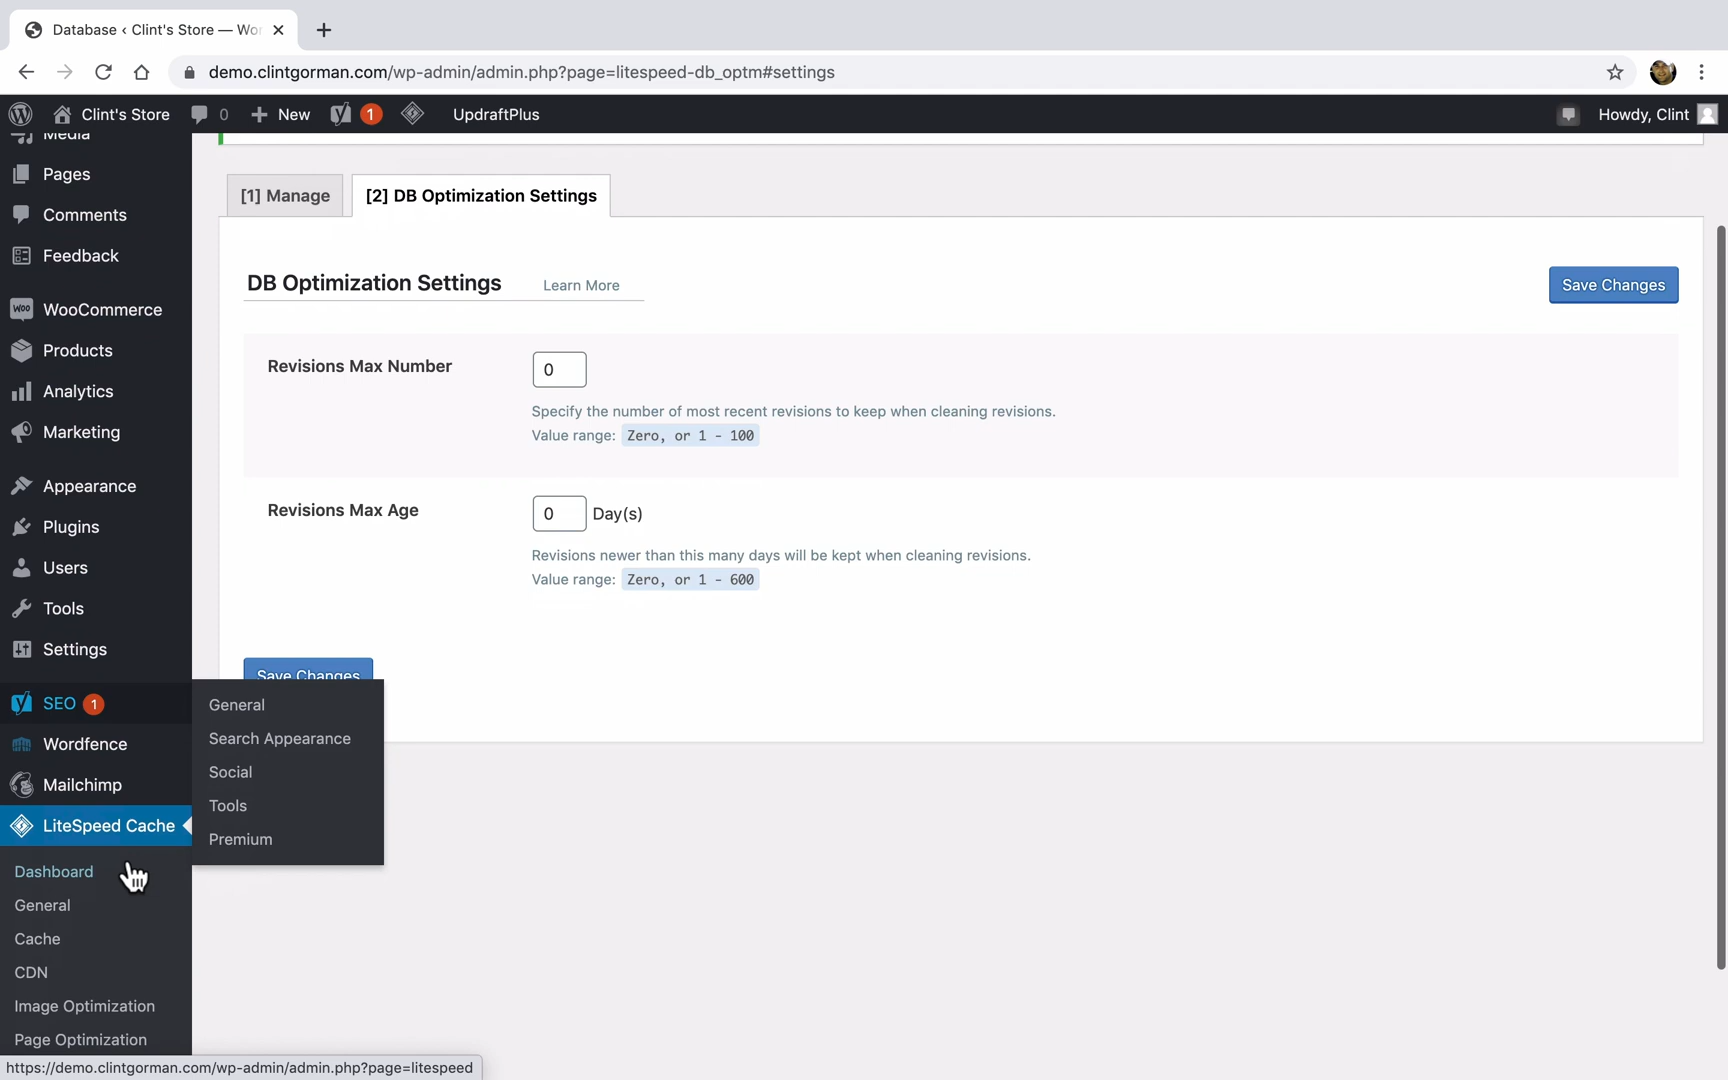 Database ‹ Clint's Store — Wo
demo.clintgorman.com/wp-admin/admin.php?page=litespeed-db_optm#settings
Clint's Store
0
New
1
UpdraftPlus
Howdy, Clint
Media
Pages
Comments
Feedback
WooCommerce
Products
Analytics
Marketing
Appearance
Plugins
Users
Tools
Settings
SEO 1
Wordfence
Mailchimp
LiteSpeed Cache
Dashboard
General
Cache
CDN
Image Optimization
Page Optimization
General
Search Appearance
Social
Tools
Premium
[1] Manage
[2] DB Optimization Settings
DB Optimization Settings
Learn More
Save Changes
Revisions Max Number
0
Specify the number of most recent revisions to keep when cleaning revisions.
Value range: Zero, or 1 - 100
Revisions Max Age
0 Day(s)
Revisions newer than this many days will be kept when cleaning revisions.
Value range: Zero, or 1 - 600
Save Changes
https://demo.clintgorman.com/wp-admin/admin.php?page=litespeed